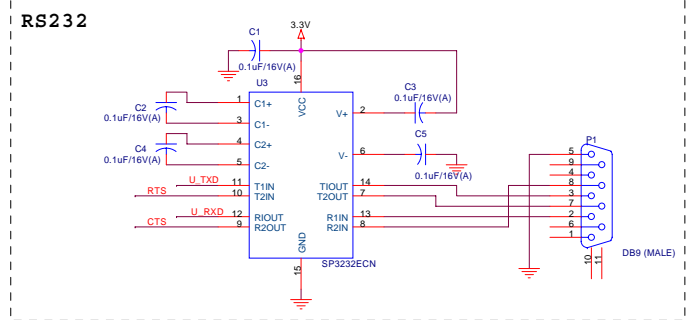 RS232
3.3V
C1
0.1uF/16V(A)
U3
16
VCC
C2
0.1uF/16V(A)
1
C1+
3
C1-
C4
0.1uF/16V(A)
4
C2+
5
C2-
V+
2
C3
0.1uF/16V(A)
V-
6
C5
0.1uF/16V(A)
U_TXD
11
T1IN
RTS
10
T2IN
U_RXD
12
RIOUT
CTS
9
R2OUT
TIOUT
14
T2OUT
7
R1IN
13
R2IN
8
GND
15
SP3232ECN
P1
5
9
4
8
3
7
2
6
1
10
11
DB9 (MALE)